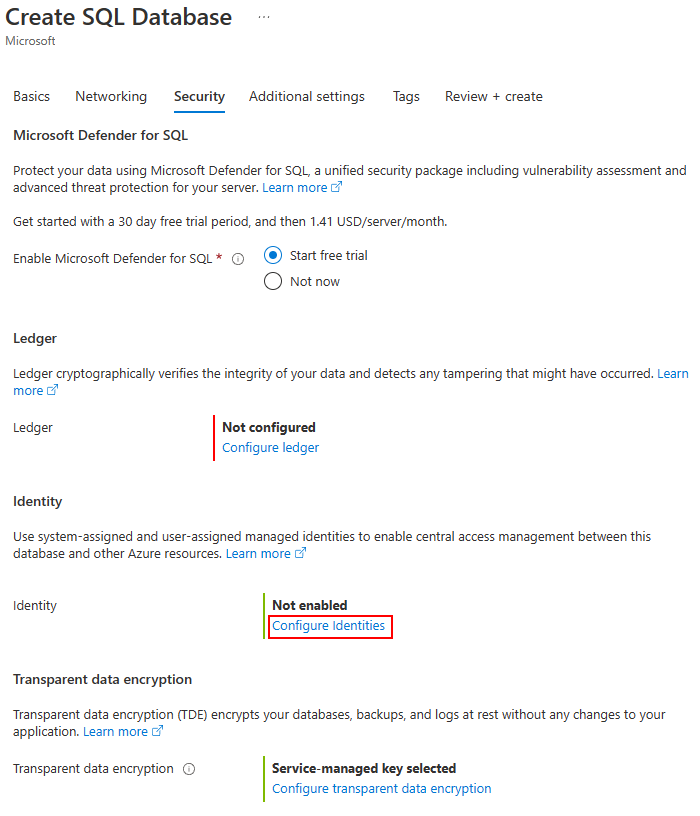 Create SQL Database ...
Microsoft
Basics Networking Security Additional settings Tags Review + create
Microsoft Defender for SQL
Protect your data using Microsoft Defender for SQL, a unified security package including vulnerability assessment and
advanced threat protection for your server. Learn more
Get started with a 30 day free trial period, and then 1.41 USD/server/month.
Enable Microsoft Defender for SQL * Start free trial
Not now
Ledger
Ledger cryptographically verifies the integrity of your data and detects any tampering that might have occurred. Learn
more
Ledger Not configured
Configure ledger
Identity
Use system-assigned and user-assigned managed identities to enable central access management between this
database and other Azure resources. Learn more
Identity Not enabled
Configure Identities
Transparent data encryption
Transparent data encryption (TDE) encrypts your databases, backups, and logs at rest without any changes to your
application. Learn more
Transparent data encryption Service-managed key selected
Configure transparent data encryption